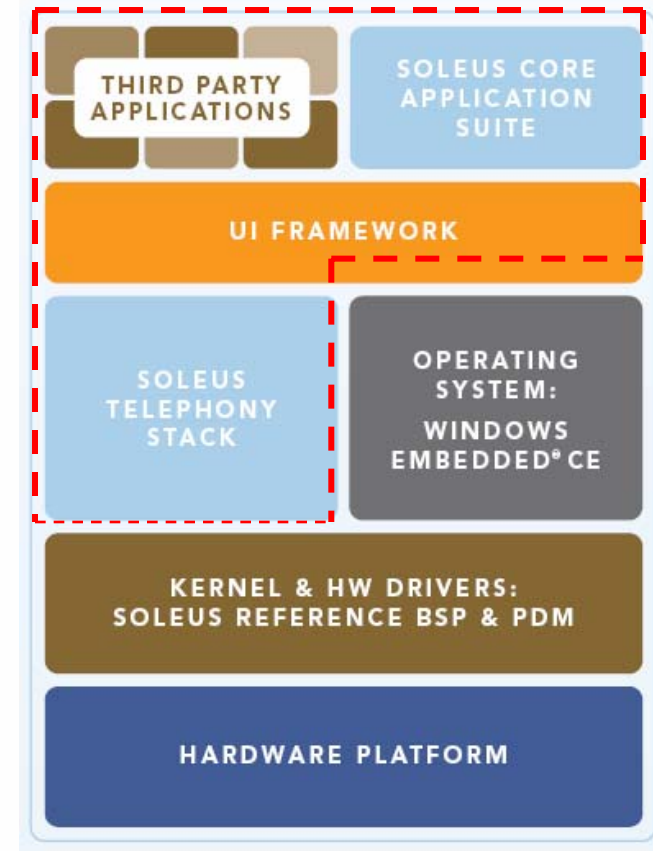 THIRD PARTY
APPLICATIONS
SOLEUS CORE
APPLICATION
SUITE
UI FRAMEWORK
SOLEUS
TELEPHONY
STACK
OPERATING
SYSTEM:
WINDOWS
EMBEDDED® CE
KERNEL & HW DRIVERS:
SOLEUS REFERENCE BSP & PDM
HARDWARE PLATFORM